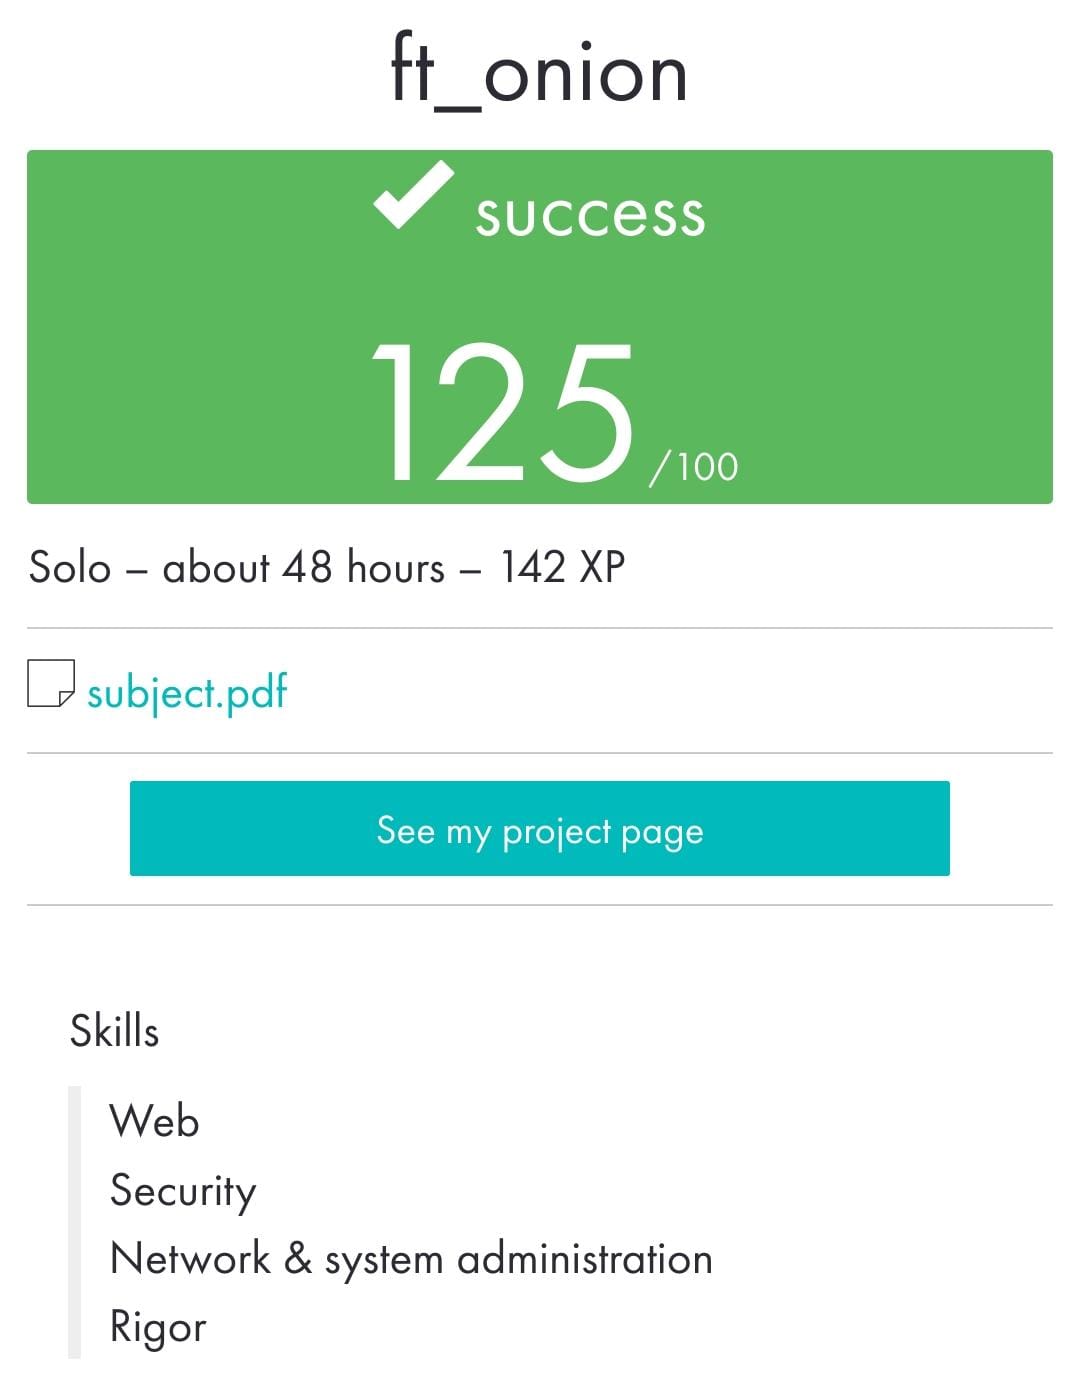 ft_onion
success
125/100
Solo – about 48 hours – 142 XP
subject.pdf
See my project page
Skills
Web
Security
Network & system administration
Rigor